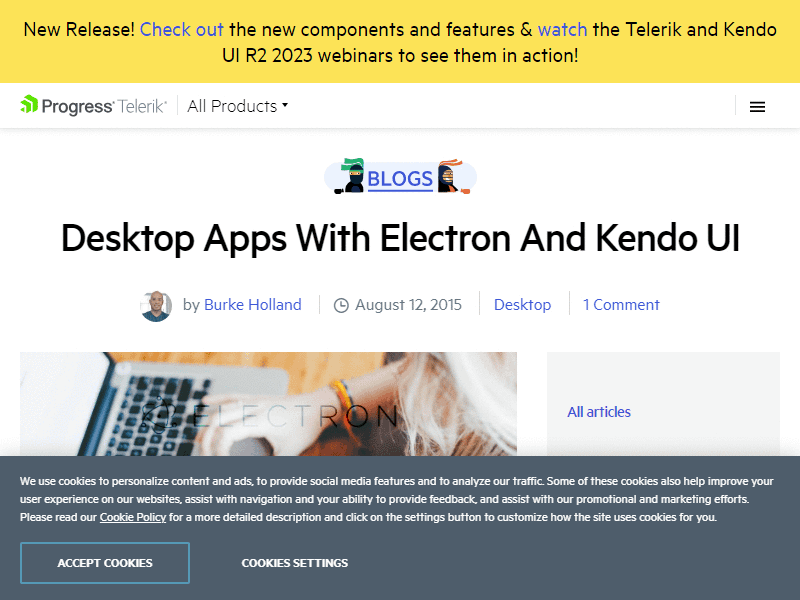 New Release! Check out the new components and features & watch the Telerik and Kendo
UI R2 2023 webinars to see them in action!
Progress Telerik
All Products
BLOGS
Desktop Apps With Electron And Kendo UI
by Burke Holland
August 12, 2015
Desktop
1 Comment
ELECTRON
All articles
We use cookies to personalize content and ads, to provide social media features and to analyze our traffic. Some of these cookies also help improve your
user experience on our websites, assist with navigation and your ability to provide feedback, and assist with our promotional and marketing efforts.
Please read our Cookie Policy for a more detailed description and click on the settings button to customize how the site uses cookies for you.
ACCEPT COOKIES
COOKIES SETTINGS